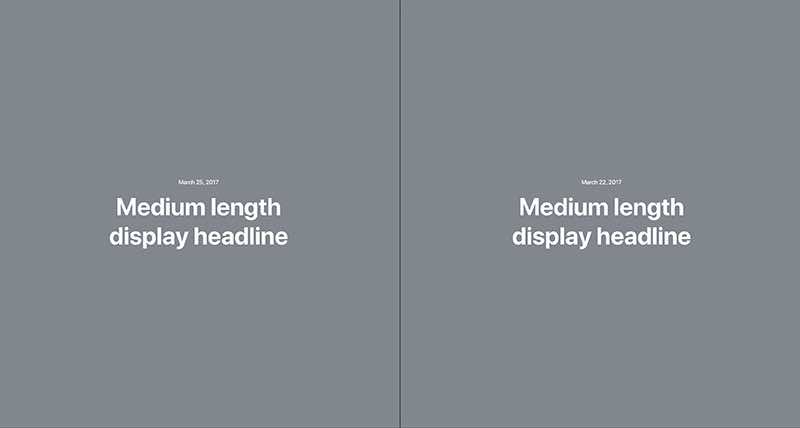 March 25, 2017
Medium length
display headline
March 22, 2017
Medium length
display headline